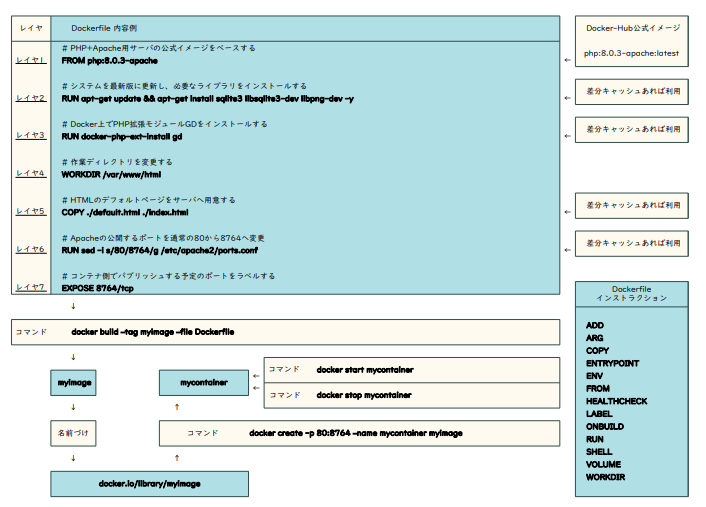 レイヤ Dockerfile 内容例
# PHP+Apache用サーバの公式イメージをベースする
レイヤ1 FROM php:8.0.3-apache
# システムを最新版に更新し、必要なライブラリをインストールする
レイヤ2 RUN apt-get update && apt-get install sqlite3 libsqlite3-dev libpng-dev -y
# Docker上でPHP拡張モジュールGDをインストールする
レイヤ3 RUN docker-php-ext-install gd
# 作業ディレクトリを変更する
レイヤ4 WORKDIR /var/www/html
# HTMLのデフォルトページをサーバへ用意する
レイヤ5 COPY ./default.html ./index.html
# Apacheの公開するポートを通常の80から8764へ変更
レイヤ6 RUN sed -i s/80/8764/g /etc/apache2/ports.conf
# コンテナ側でパブリッシュする予定のポートをラベルする
レイヤ7 EXPOSE 8764/tcp
Docker-Hub公式イメージ
php:8.0.3-apache:latest
←
← 差分キャッシュあれば利用
← 差分キャッシュあれば利用
← 差分キャッシュあれば利用
← 差分キャッシュあれば利用
↓
コマンド docker build –tag myimage –file Dockerfile
↓
myimage
mycontainer
← コマンド docker start mycontainer
← コマンド docker stop mycontainer
↓ ↑
名前づけ
コマンド docker create -p 80:8764 –name mycontainer myimage
↓ ↑
docker.io/library/myimage
Dockerfile
インストラクション
ADD
ARG
COPY
ENTRYPOINT
ENV
FROM
HEALTHCHECK
LABEL
ONBUILD
RUN
SHELL
VOLUME
WORKDIR